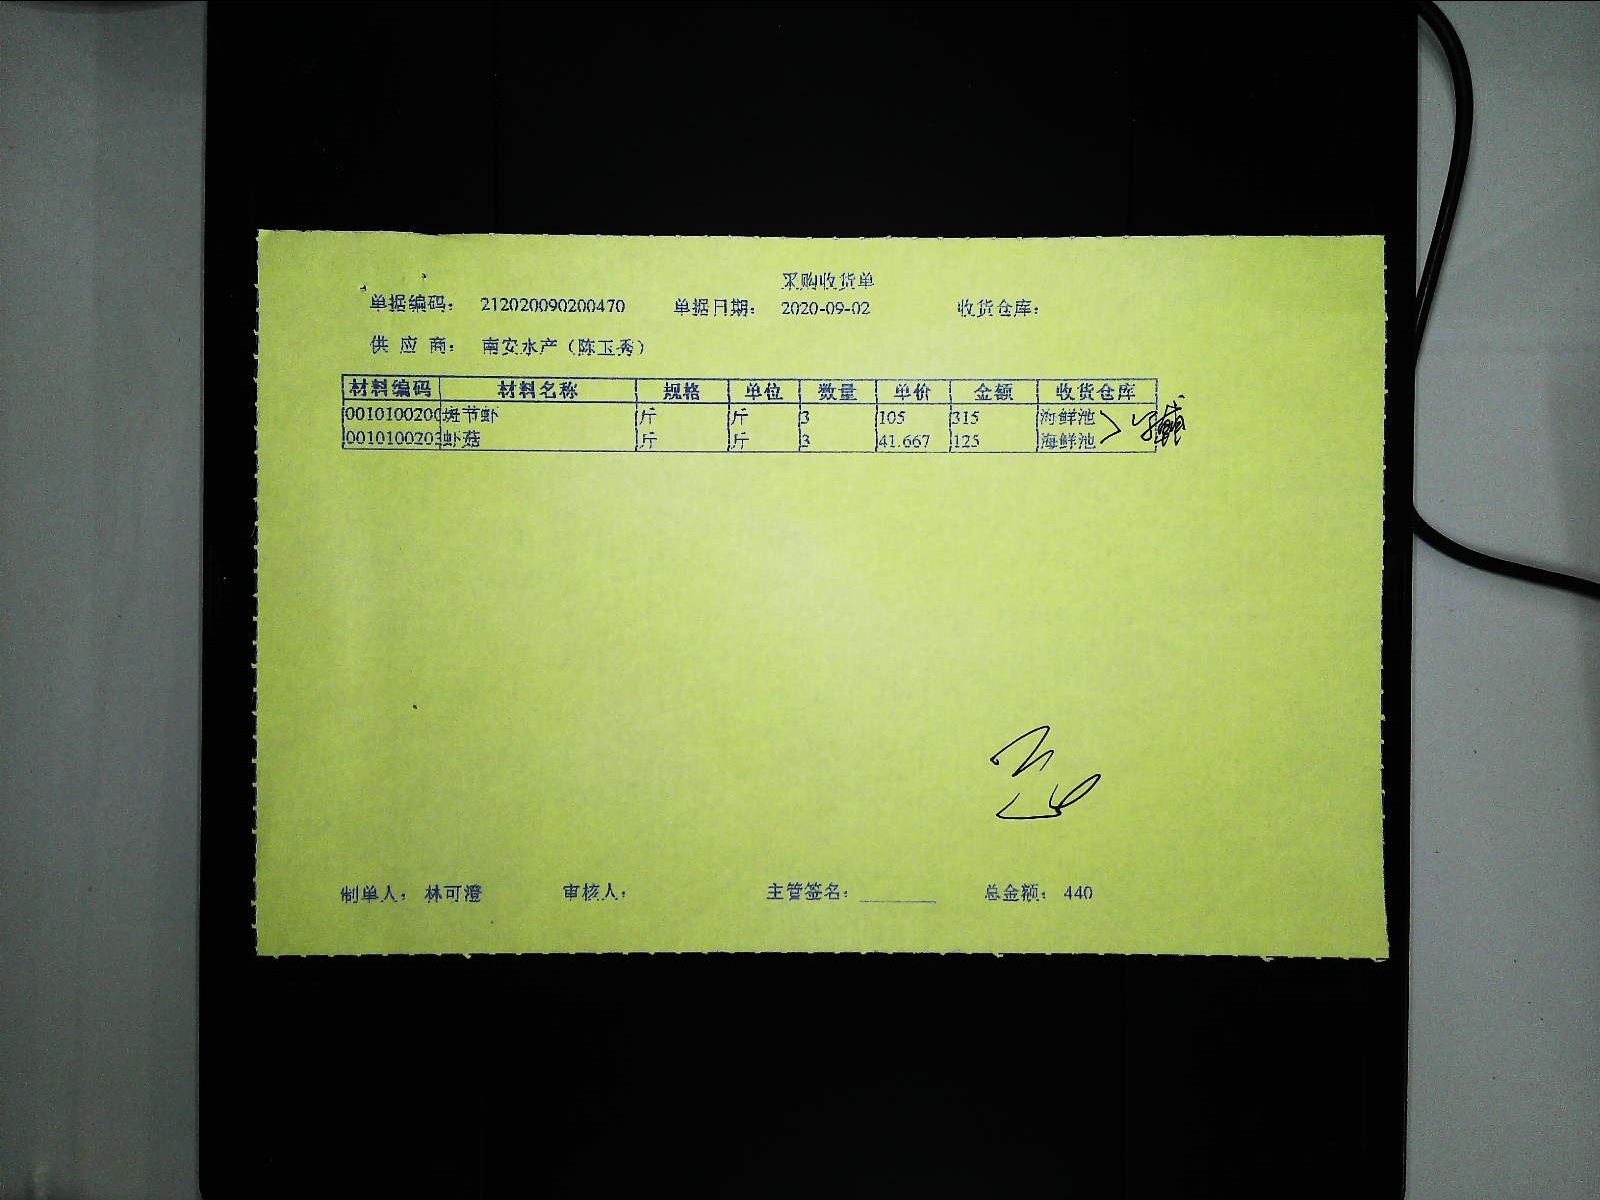 采购收货单
单据编码： 212020090200470 单据日期： 2020-09-02 收货仓库：
供 应 商： 南安水产（陈玉秀）
材料编码 材料名称 规格 单位 数量 单价 金额 收货仓库
0010100200 斑节虾 斤 斤 3 105 315 海鲜池
001010020 虾菇 斤 斤 3 41.667 125 海鲜池
制单人： 林可澄 审核人： 主管签名： 总金额： 440